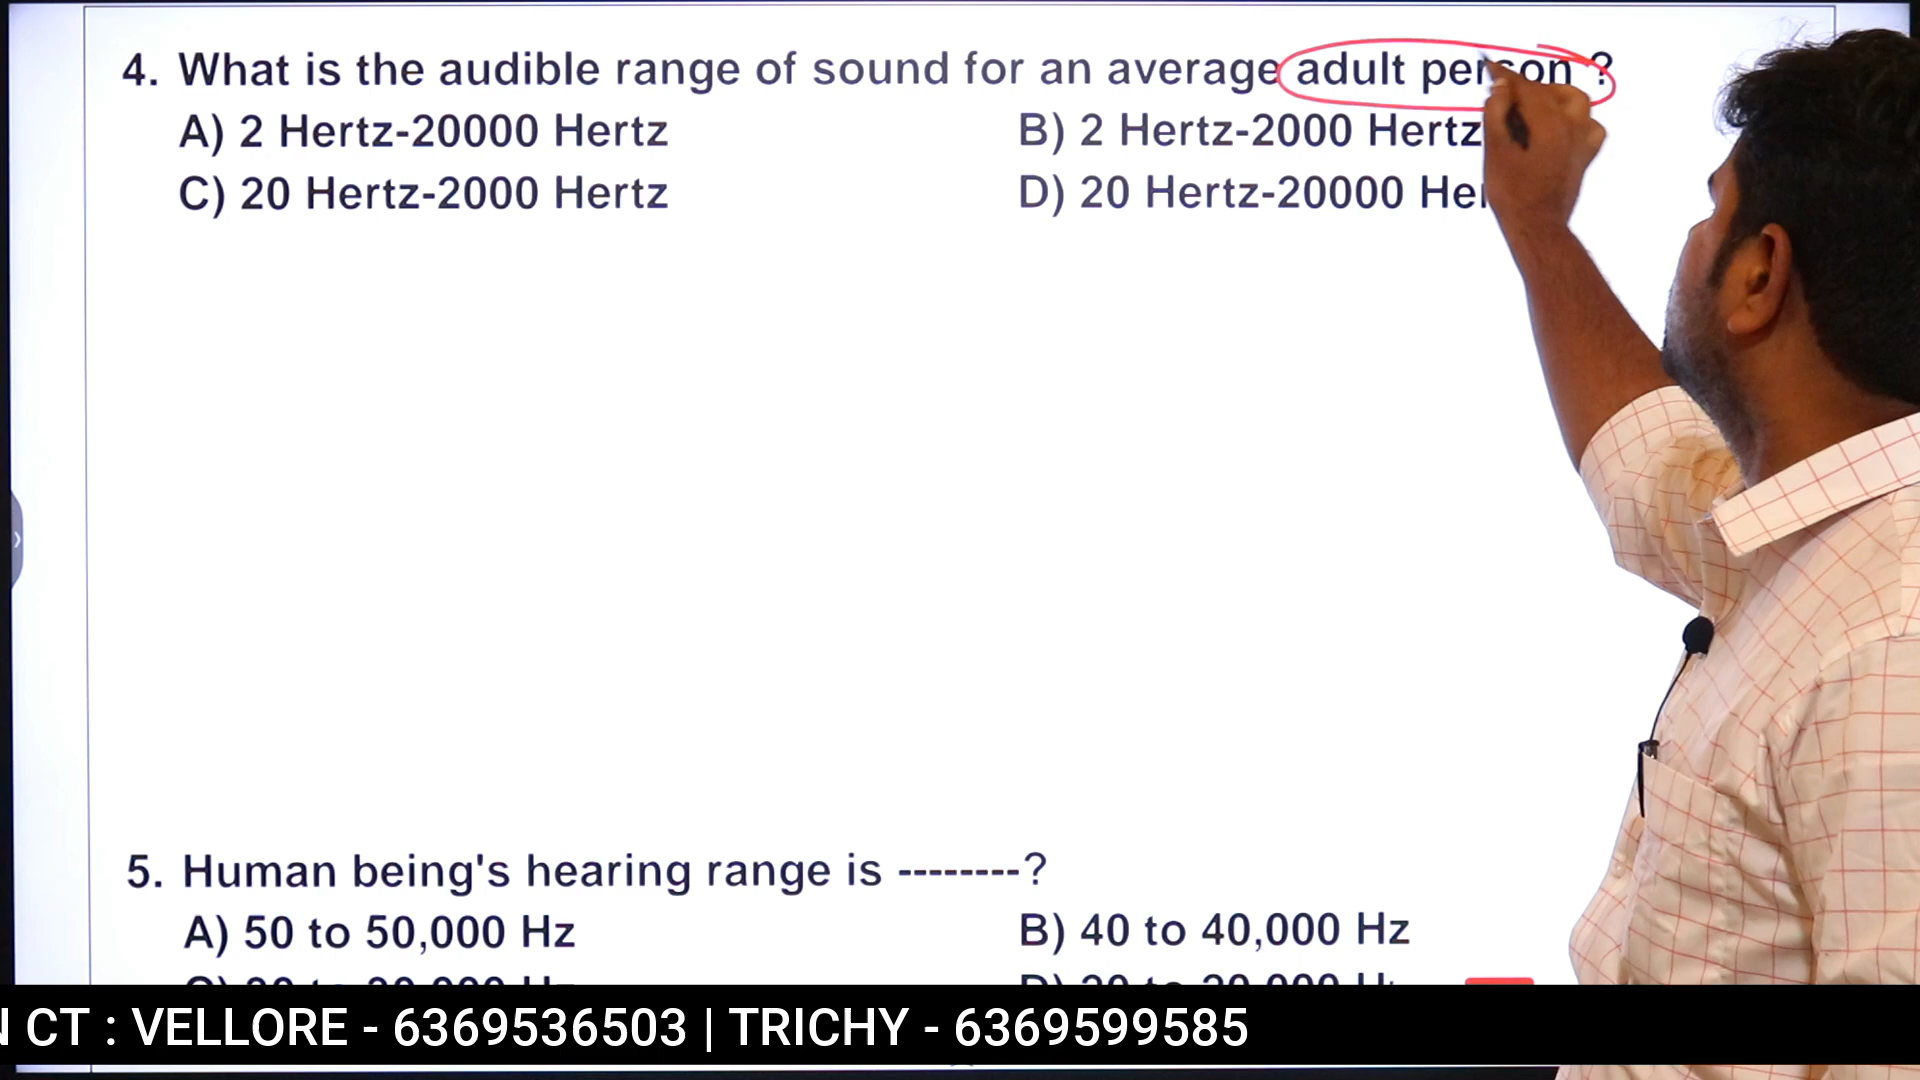 4. What is the audible range of sound for an average adult person ?
A) 2 Hertz-20000 Hertz
B) 2 Hertz-2000 Hertz
C) 20 Hertz-2000 Hertz
D) 20 Hertz-20000
5. Human being's hearing range is --------?
A) 50 to 50,000 Hz
B) 40 to 40,000 Hz
CT : VELLORE - 6369536503 | TRICHY - 6369599585